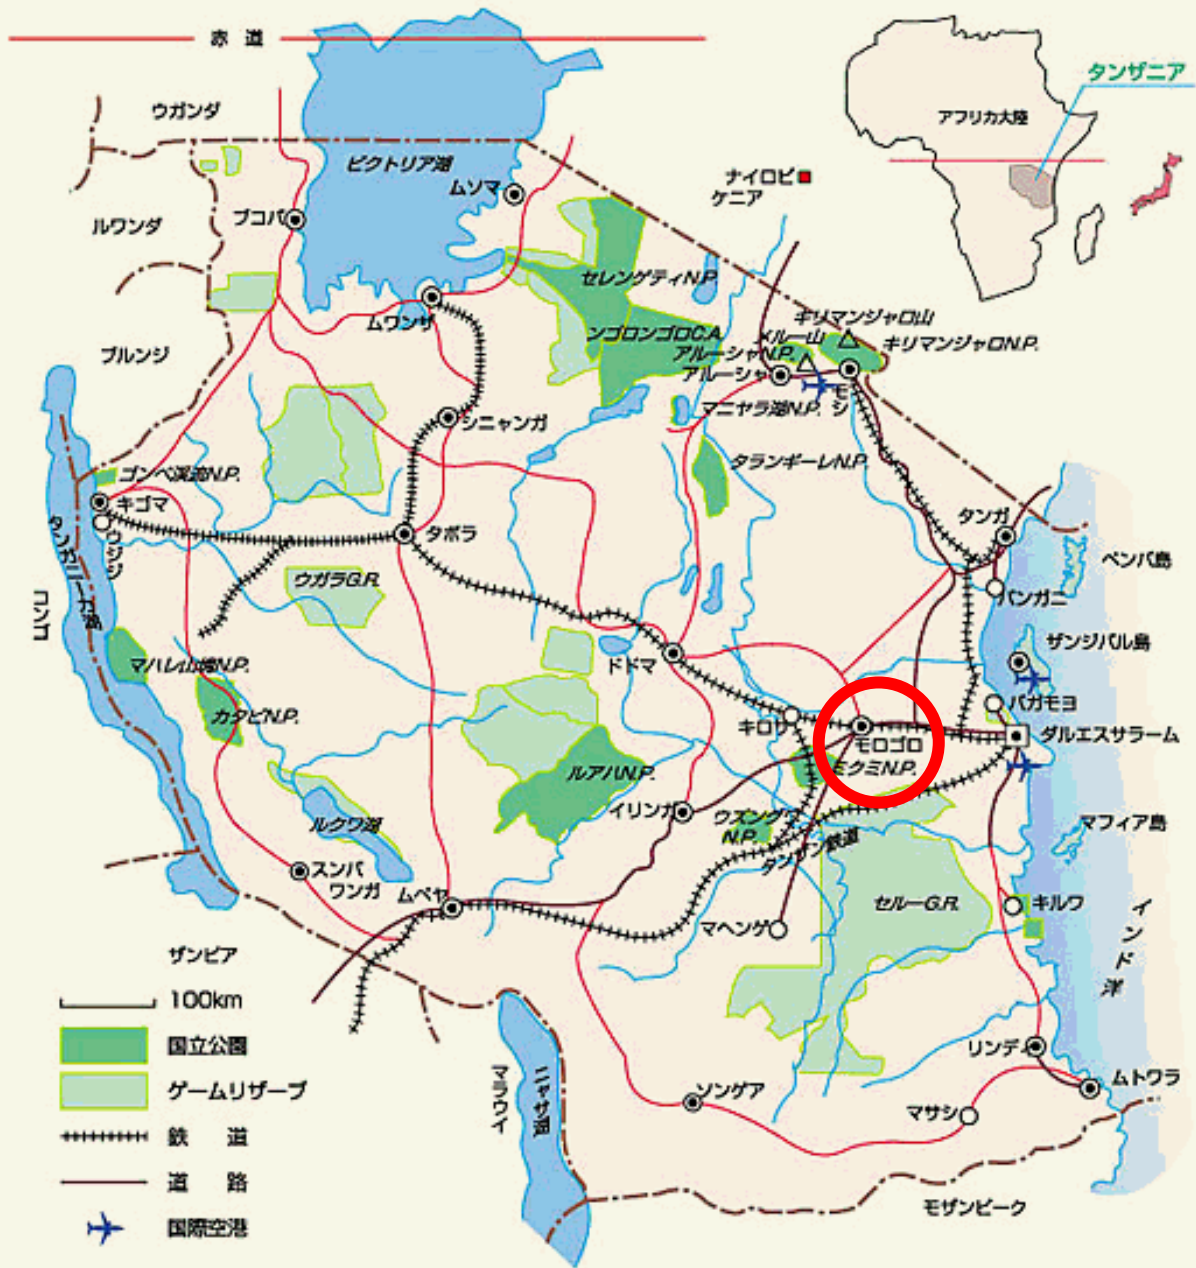 赤 道
ウガンダ
タンザニア
アフリカ大陸
ビクトリア湖
ムソマ
ナイロビ
ケニア
ルワンダ
ブコバ
セレンゲティN.P.
ムワンザ
ンゴロンゴロC.A.
キリマンジャロ山
メルー山
キリマンジャロN.P.
アルーシャN.P.
アルーシャ
モシ
ブルンジ
マニヤラ湖N.P.
シニャンガ
タランギーレN.P.
ゴンベ渓流N.P.
キゴマ
ウジジ
タボラ
タンガ
ペンバ島
パンガニ
ウガラG.R.
コンゴ
タンガニーカ湖
ザンジバル島
マハレ山塊N.P.
ドドマ
カタビN.P.
バガモヨ
キロサ
モロゴロ
ダルエスサラーム
ミクミN.P.
ルアハN.P.
イリンガ
ウズングワN.P.
マフィア島
ルクワ湖
タンザン鉄道
スンバ
ワンガ
ムベヤ
セルーG.R.
キルワ
マヘンゲ
インド洋
ザンビア
100km
国立公園
ゲームリザーブ
鉄 道
道 路
国際空港
マラウイ
ニャサ湖
リンディ
ムトワラ
ソンゲア
マサシ
モザンビーク